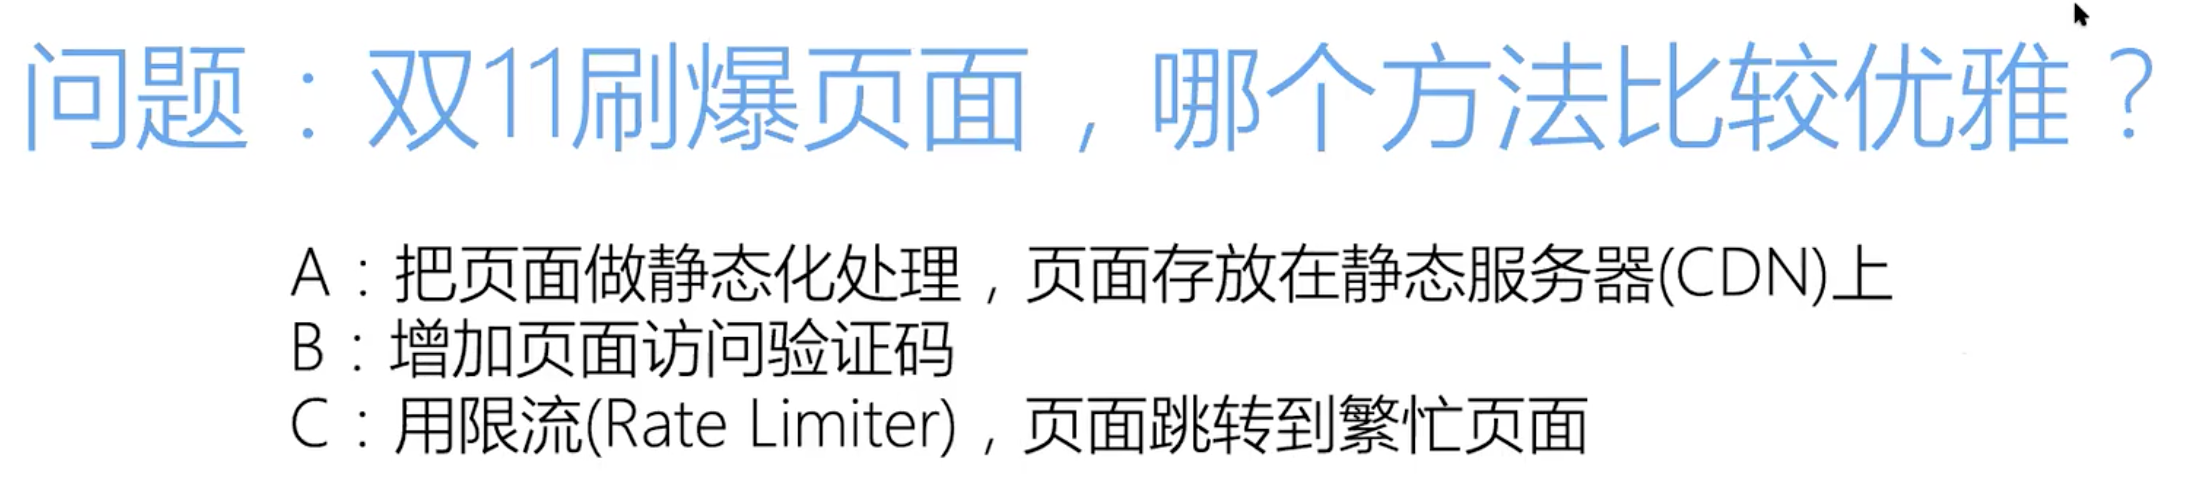 问题：双11刷爆页面，哪个方法比较优雅？
A：把页面做静态化处理，页面存放在静态服务器(CDN)上
B：增加页面访问验证码
C：用限流(Rate Limiter)，页面跳转到繁忙页面